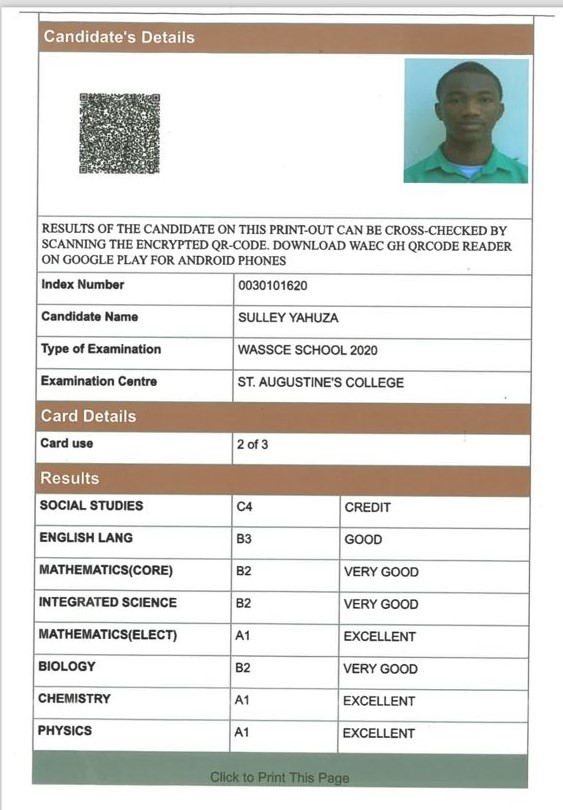 Candidate's Details
RESULTS OF THE CANDIDATE ON THIS PRINT-OUT CAN BE CROSS-CHECKED BY
SCANNING THE ENCRYPTED QR-CODE. DOWNLOAD WAEC GH QRCODE READER
ON GOOGLE PLAY FOR ANDROID PHONES
Index Number 0030101620
Candidate Name SULLEY YAHUZA
Type of Examination WASSCE SCHOOL 2020
Examination Centre ST. AUGUSTINE'S COLLEGE
Card Details
Card use 2 of 3
Results
SOCIAL STUDIES C4 CREDIT
ENGLISH LANG B3 GOOD
MATHEMATICS(CORE) B2 VERY GOOD
INTEGRATED SCIENCE B2 VERY GOOD
MATHEMATICS(ELECT) A1 EXCELLENT
BIOLOGY B2 VERY GOOD
CHEMISTRY A1 EXCELLENT
PHYSICS A1 EXCELLENT
Click to Print This Page